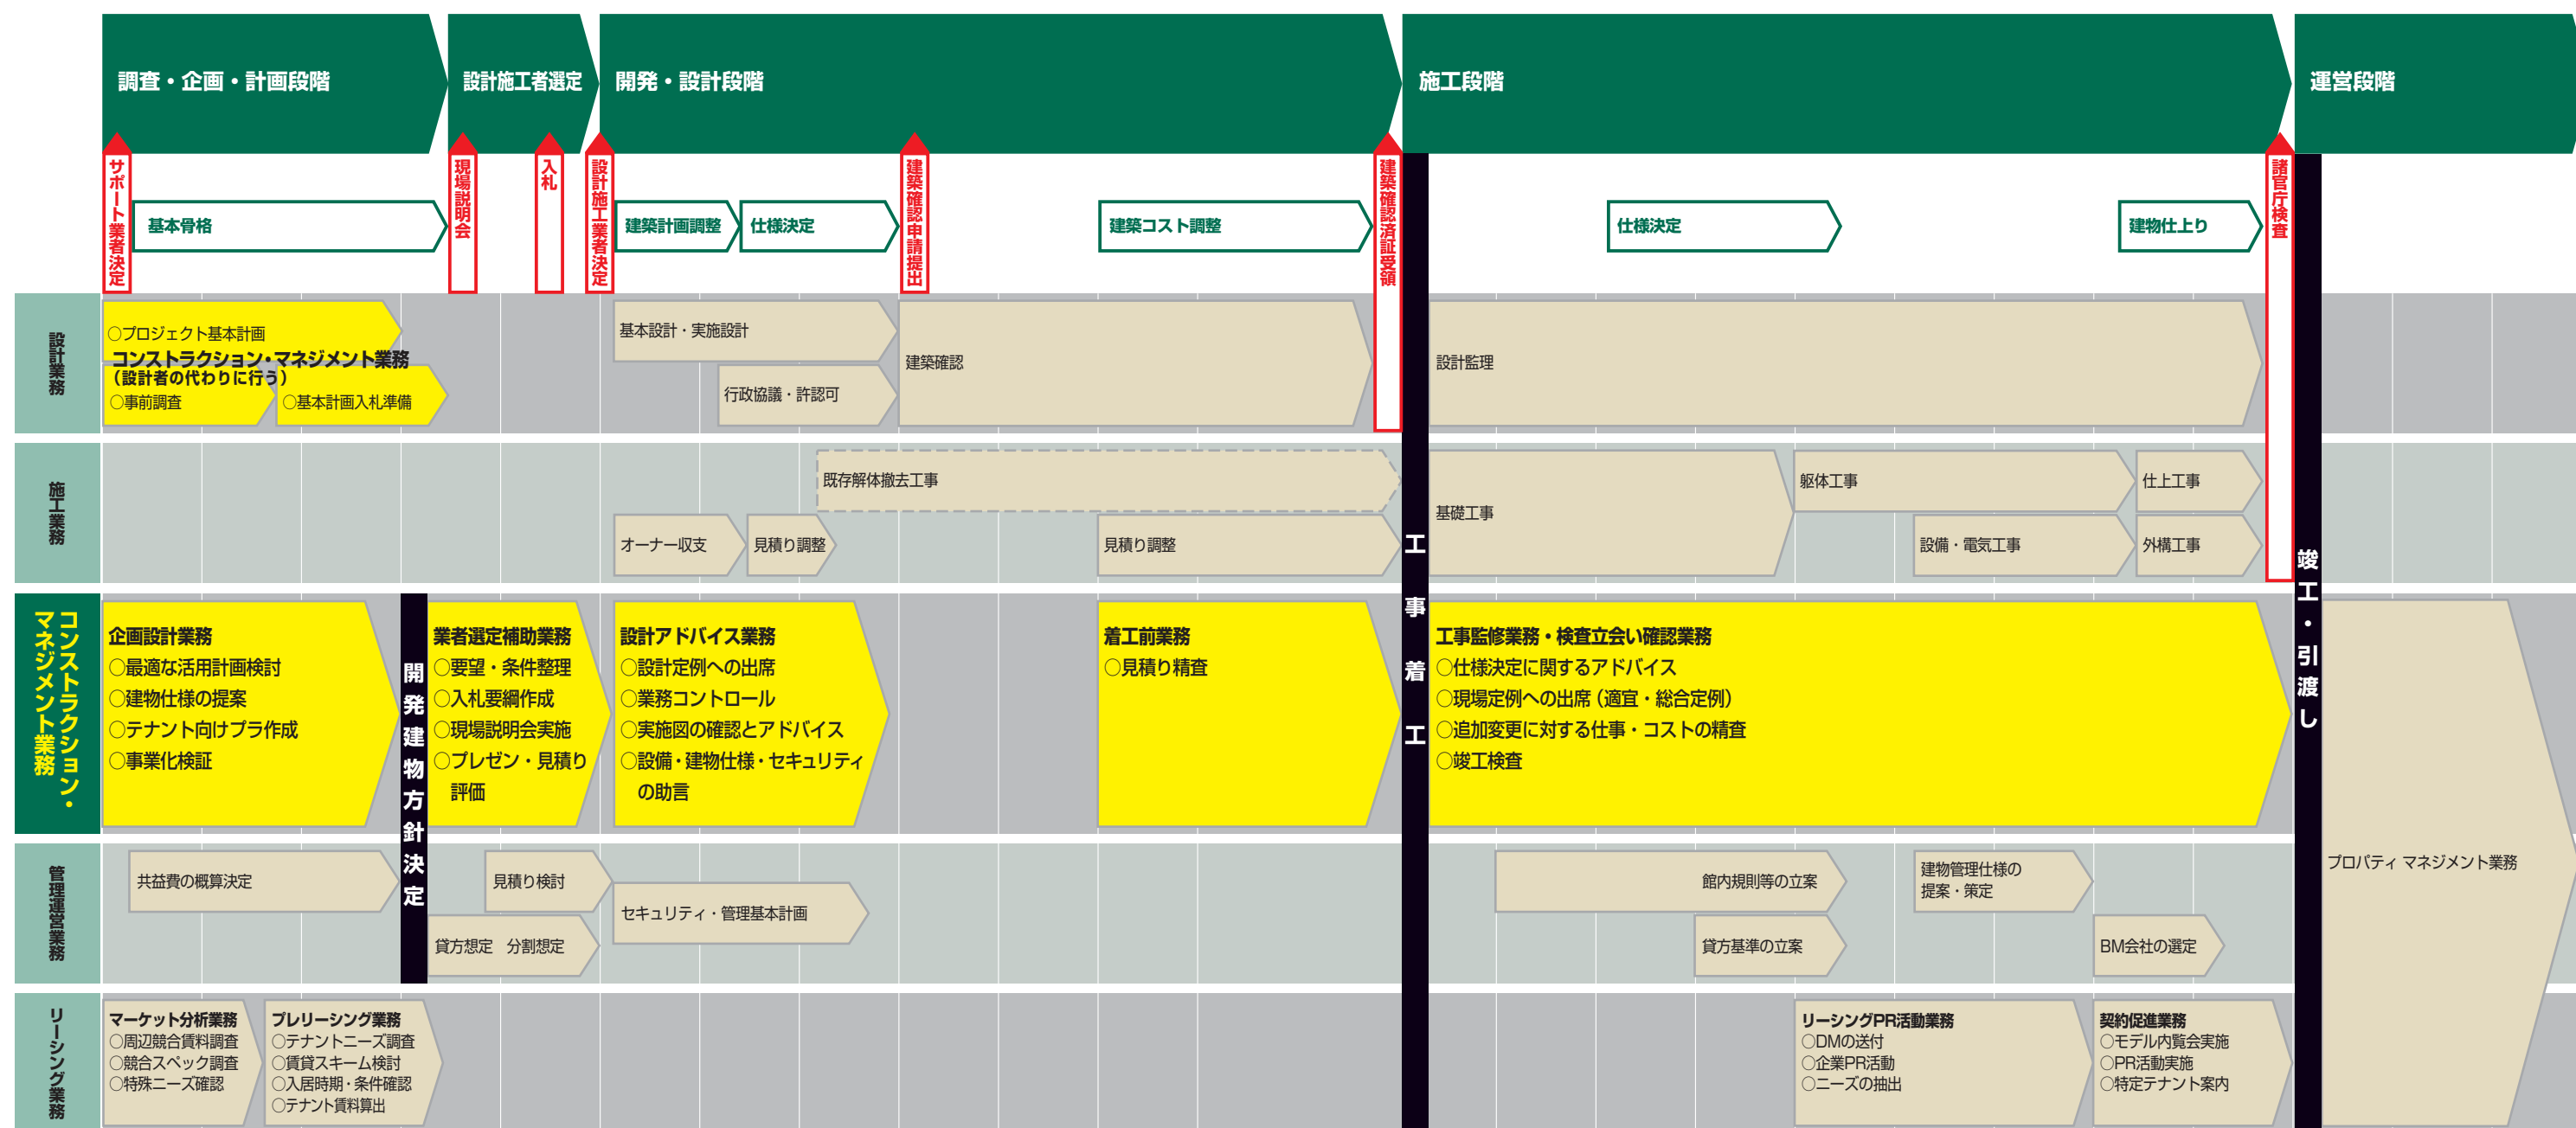 調査・企画・計画段階
設計施工者選定
開発・設計段階
施工段階
運営段階
サポート業者決定
現場説明会
入札
設計施工業者決定
建築確認申請提出
建築確認済証受領
諸官庁検査
基本骨格
建築計画調整
仕様決定
建築コスト調整
仕様決定
建物仕上り
設計業務
○プロジェクト基本計画
コンストラクション・マネジメント業務
（設計者の代わりに行う）
○事前調査
○基本計画入札準備
基本設計・実施設計
行政協議・許認可
建築確認
設計監理
施工業務
既存解体撤去工事
オーナー収支
見積り調整
見積り調整
基礎工事
躯体工事
仕上工事
設備・電気工事
外構工事
工事着工
竣工・引渡し
コンストラクション・
マネジメント業務
企画設計業務
○最適な活用計画検討
○建物仕様の提案
○テナント向けプラ作成
○事業化検証
開発建物方針決定
業者選定補助業務
○要望・条件整理
○入札要綱作成
○現場説明会実施
○プレゼン・見積り
評価
設計アドバイス業務
○設計定例への出席
○業務コントロール
○実施図の確認とアドバイス
○設備・建物仕様・セキュリティ
の助言
着工前業務
○見積り精査
工事監修業務・検査立会い確認業務
○仕様決定に関するアドバイス
○現場定例への出席（適宜・総合定例）
○追加変更に対する仕事・コストの精査
○竣工検査
管理運営業務
共益費の概算決定
見積り検討
貸方想定　分割想定
セキュリティ・管理基本計画
館内規則等の立案
貸方基準の立案
建物管理仕様の
提案・策定
BM会社の選定
プロパティ マネジメント業務
リーシング業務
マーケット分析業務
○周辺競合賃料調査
○競合スペック調査
○特殊ニーズ確認
プレリーシング業務
○テナントニーズ調査
○賃貸スキーム検討
○入居時期・条件確認
○テナント賃料算出
リーシングPR活動業務
○DMの送付
○企業PR活動
○ニーズの抽出
契約促進業務
○モデル内覧会実施
○PR活動実施
○特定テナント案内